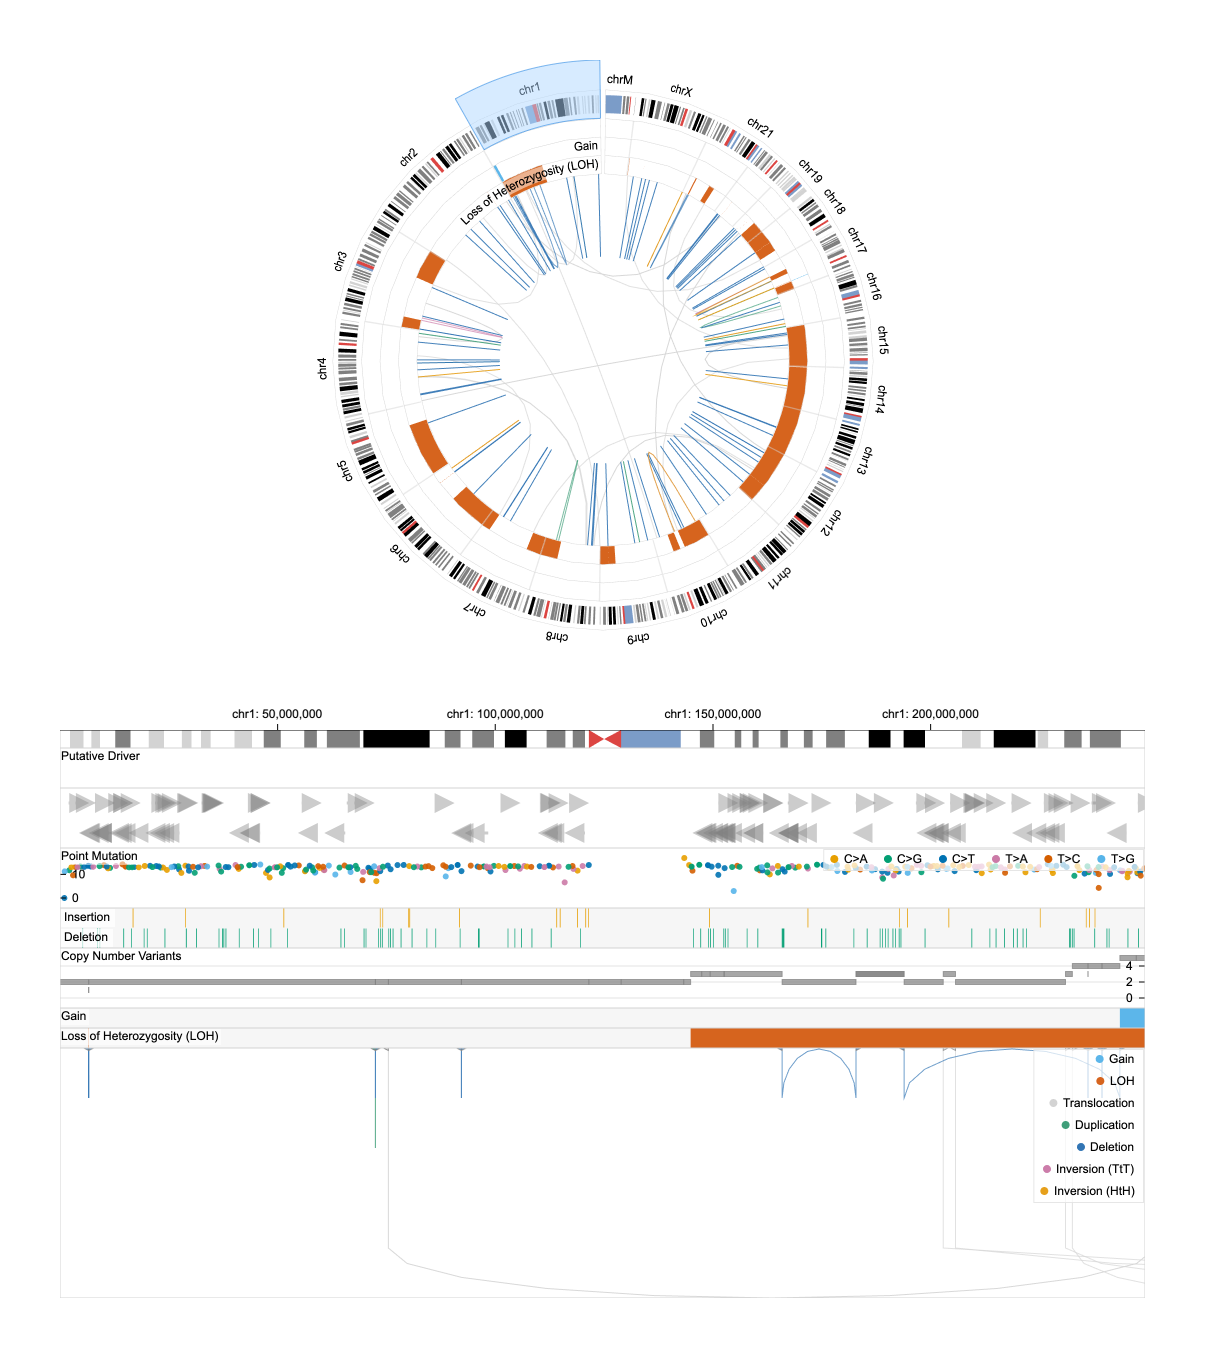 chrM
chrX
chr21
chr19
chr18
chr17
chr16
chr15
chr14
chr13
chr12
chr11
chr10
chr9
chr8
chr7
chr6
chr5
chr4
chr3
chr2
chr1
Gain
Loss of Heterozygosity (LOH)
chr1: 50,000,000 chr1: 100,000,000 chr1: 150,000,000 chr1: 200,000,000
Putative Driver
Point Mutation
C>A C>G C>T T>A T>C T>G
10
0
Insertion
Deletion
Copy Number Variants
4
2
0
Gain
Loss of Heterozygosity (LOH)
Gain
LOH
Translocation
Duplication
Deletion
Inversion (TtT)
Inversion (HtH)